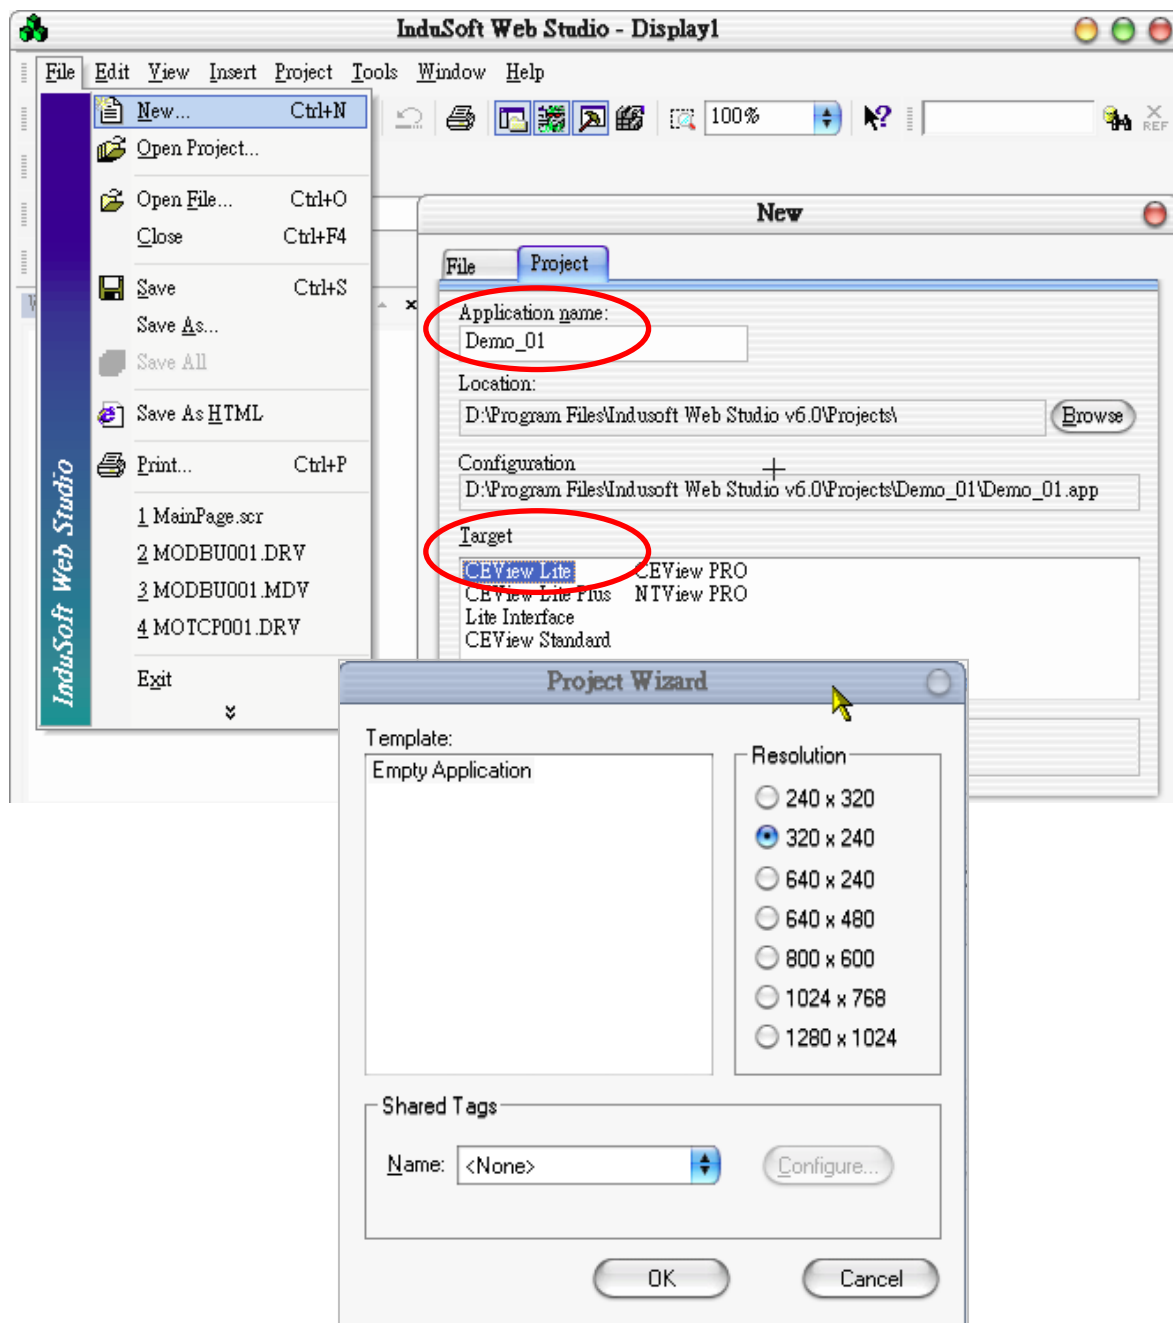 InduSoft Web Studio - Display1
File Edit View Insert Project Tools Window Help
New... Ctrl+N
Open Project...
Open File... Ctrl+O
Close Ctrl+F4
Save Ctrl+S
Save As...
Save All
Save As HTML
Print... Ctrl+P
1 MainPage.scr
2 MODBU001.DRV
3 MODBU001.MDV
4 MOTCP001.DRV
Exit
InduSoft Web Studio
100%
REF
New
File Project
Application name:
Demo_01
Location:
D:\Program Files\Indusoft Web Studio v6.0\Projects\
Browse
Configuration
D:\Program Files\Indusoft Web Studio v6.0\Projects\Demo_01\Demo_01.app
Target
CEView Lite CEView PRO
CEView Lite Plus NTView PRO
Lite Interface
CEView Standard
Project Wizard
Template:
Empty Application
Resolution
240 x 320
320 x 240
640 x 240
640 x 480
800 x 600
1024 x 768
1280 x 1024
Shared Tags
Name: <None> Configure...
OK Cancel